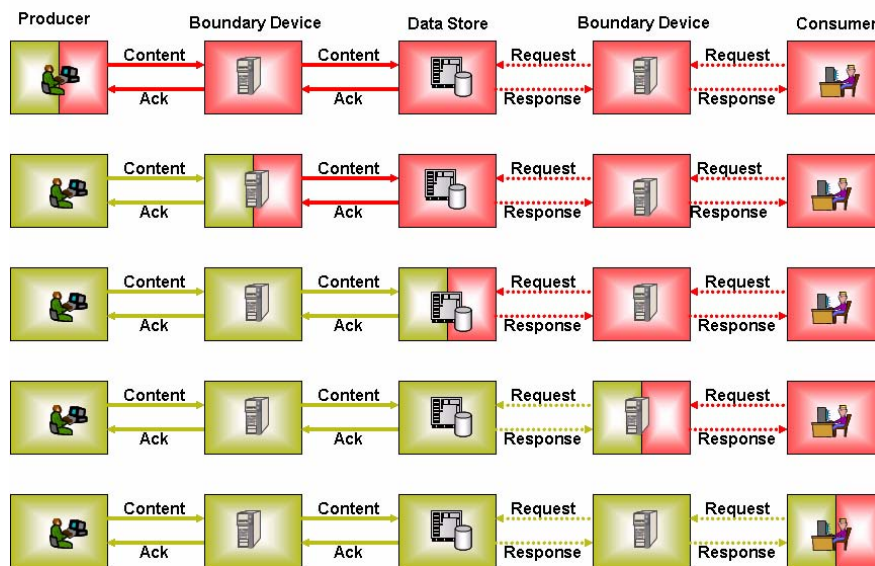 Producer Boundary Device Data Store Boundary Device Consumer
Content Content Request Request
Ack Ack Response Response
Content Content Request Request
Ack Ack Response Response
Content Content Request Request
Ack Ack Response Response
Content Content Request Request
Ack Ack Response Response
Content Content Request Request
Ack Ack Response Response